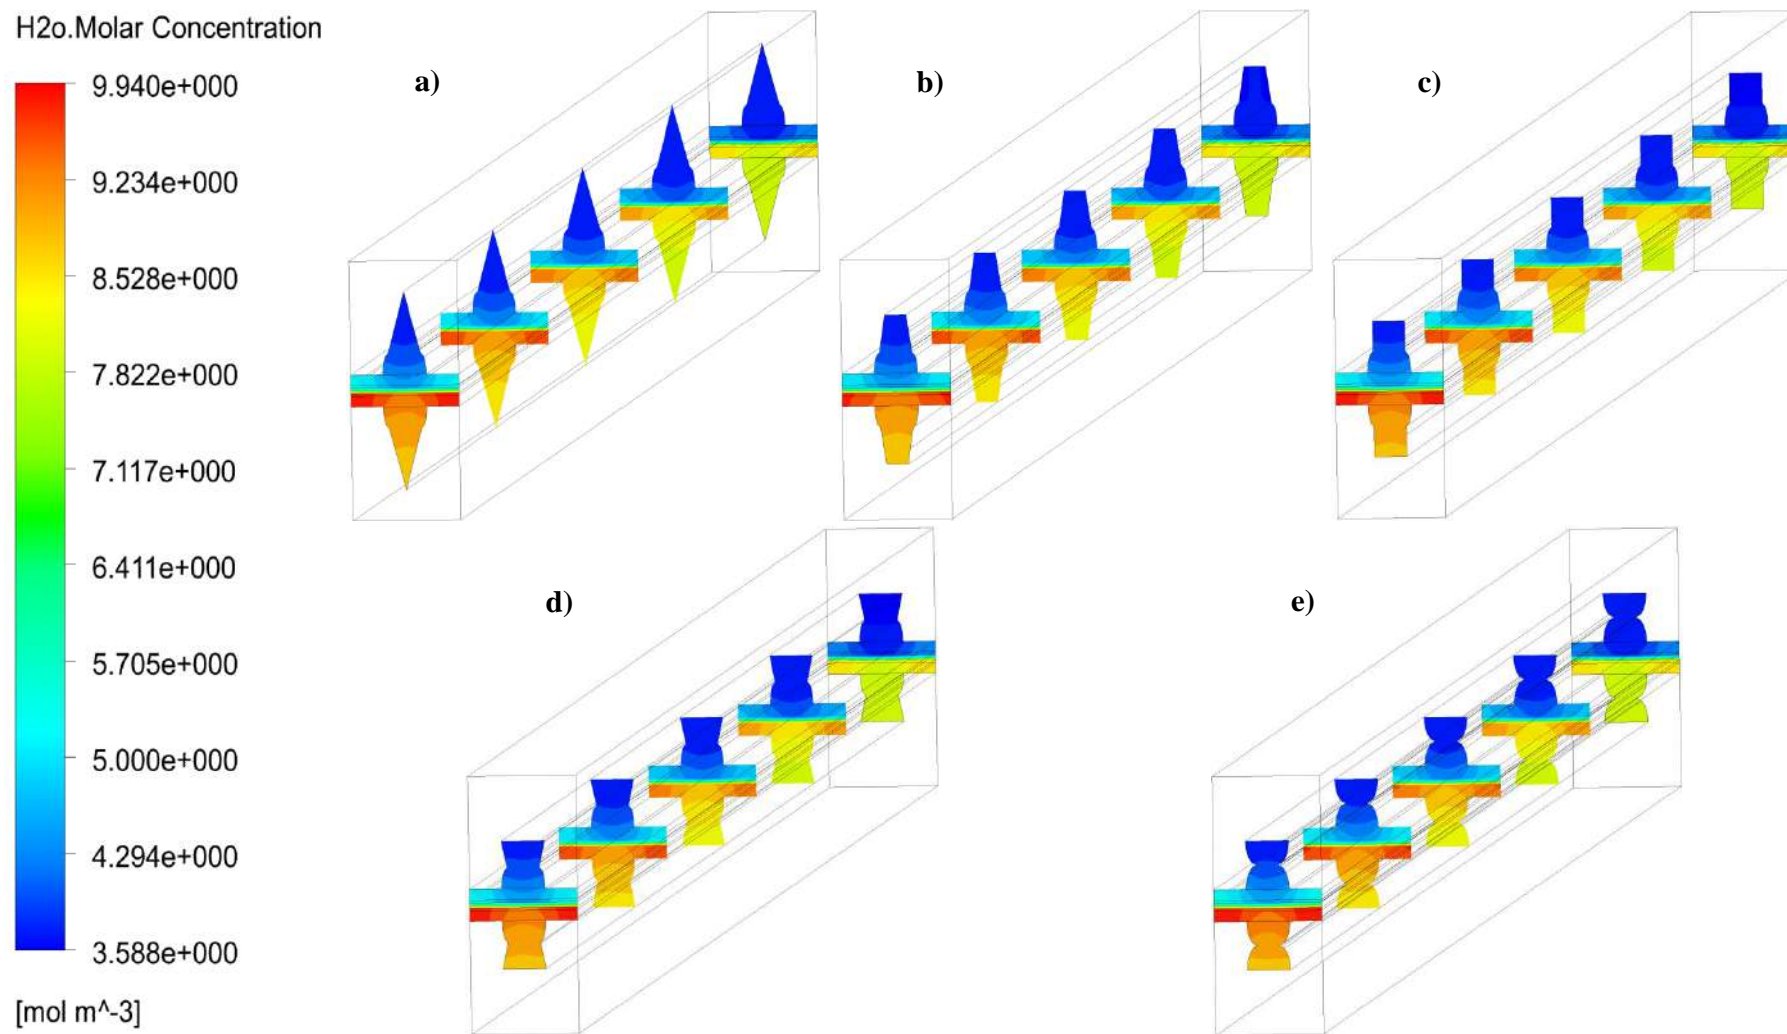 H2o.Molar Concentration
9.940e+000
9.234e+000
8.528e+000
7.822e+000
7.117e+000
6.411e+000
5.705e+000
5.000e+000
4.294e+000
3.588e+000
[mol m^-3]
a)
b)
c)
d)
e)